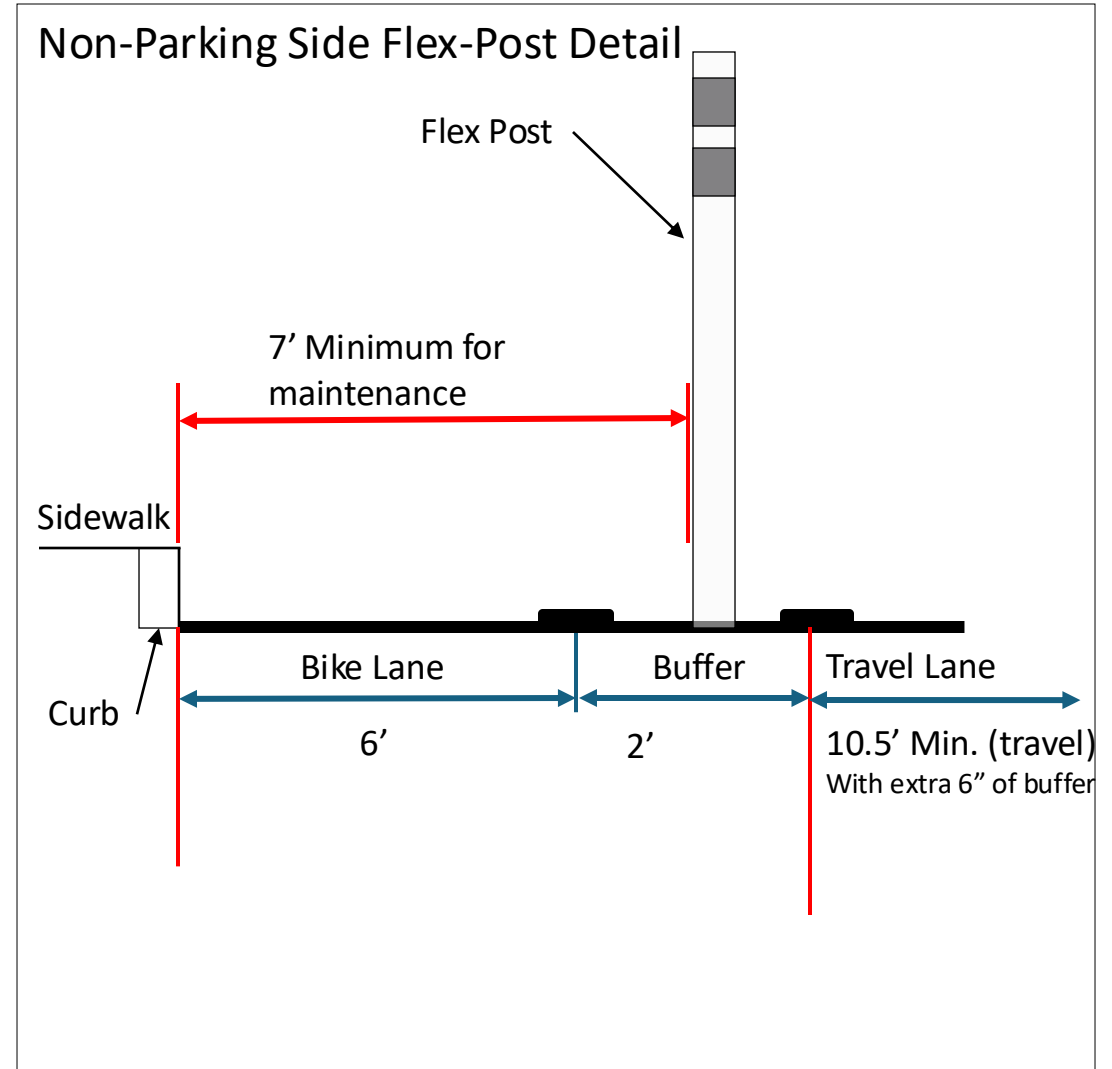 Non-Parking Side Flex-Post Detail
Flex Post
7’ Minimum for
maintenance
Sidewalk
Curb
Bike Lane
Buffer
Travel Lane
6’
2’
10.5’ Min. (travel)
With extra 6” of buffer